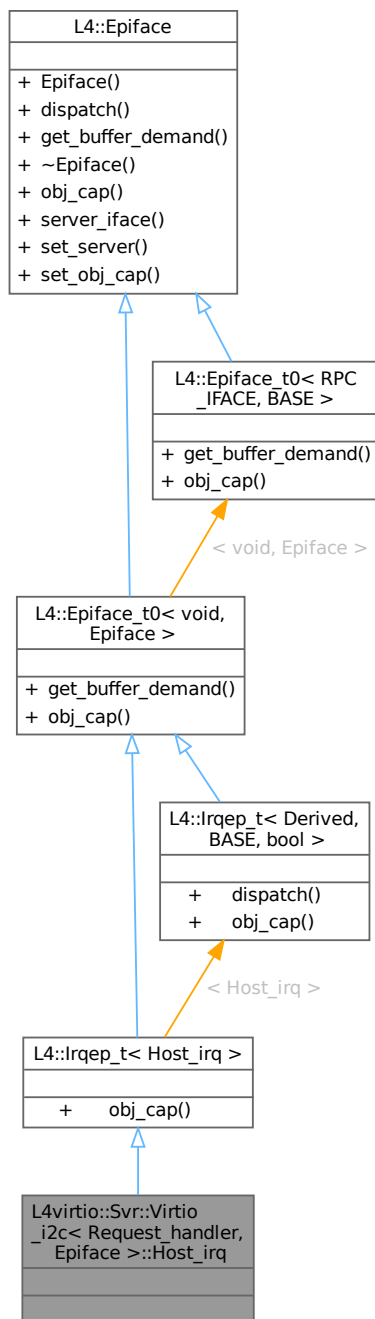 L4::Epiface
+ Epiface()
+ dispatch()
+ get_buffer_demand()
+ ~Epiface()
+ obj_cap()
+ server_iface()
+ set_server()
+ set_obj_cap()
L4::Epiface_t0< RPC
_IFACE, BASE >
+ get_buffer_demand()
+ obj_cap()
< void, Epiface >
L4::Epiface_t0< void,
Epiface >
+ get_buffer_demand()
+ obj_cap()
L4::Irqep_t< Derived,
BASE, bool >
+ dispatch()
+ obj_cap()
< Host_irq >
L4::Irqep_t< Host_irq >
+ obj_cap()
L4virtio::Svr::Virtio
_i2c< Request_handler,
Epiface >::Host_irq